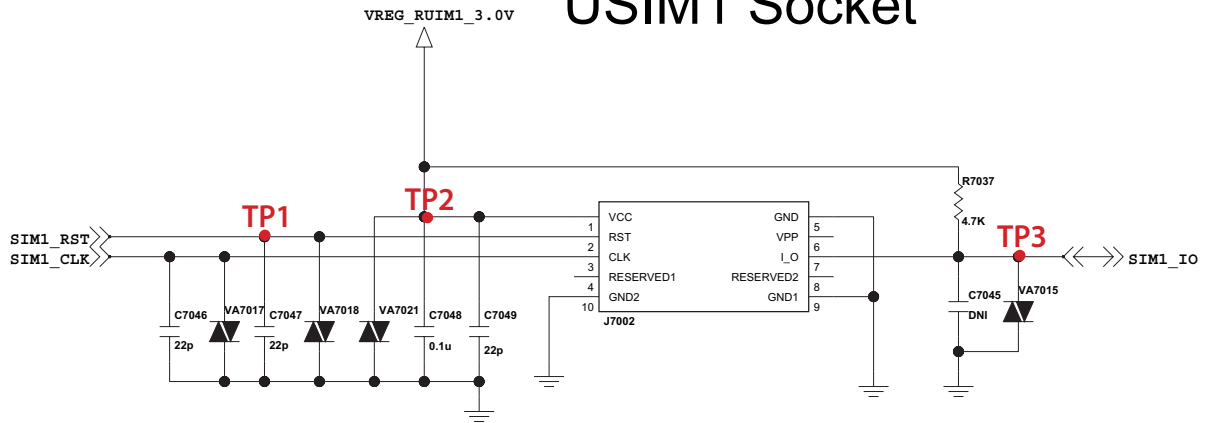 USIM1 Socket
VREG_RUIM1_3.0V
R7037
4.7K
TP1
TP2
TP3
SIM1_RST
SIM1_CLK
SIM1_IO
VCC
RST
CLK
RESERVED1
GND2
1
2
3
4
10
GND
VPP
I_O
RESERVED2
GND1
5
6
7
8
9
J7002
C7046
22p
VA7017
C7047
22p
VA7018
VA7021
C7048
0.1u
C7049
22p
C7045
DNI
VA7015